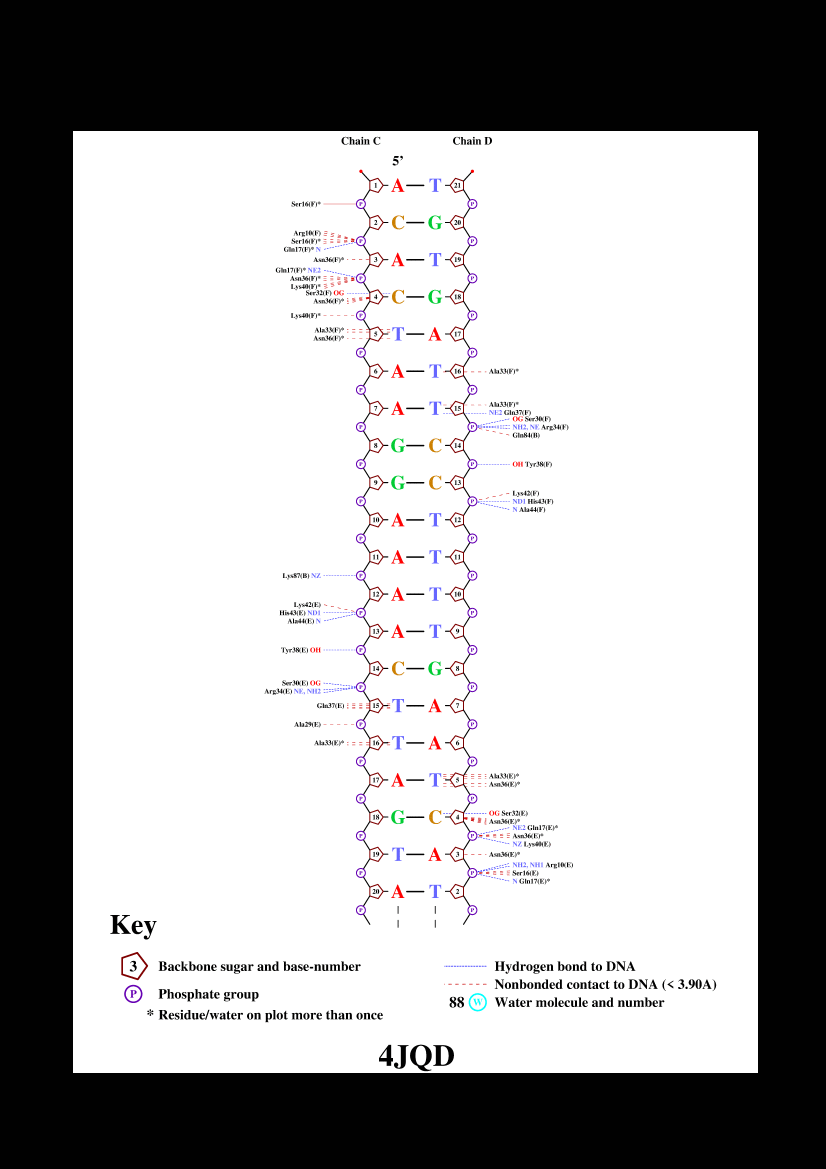 Chain C Chain D
5'
1 A T 21
P P
Ser16(F)*
2 C G 20
Arg10(F)
Ser16(F)*
P P
Gln17(F)* N
3 A T 19
Asn36(F)*
Gln17(F)* NE2
Asn36(F)*
P P
Lys40(F)*
Ser32(F) OG
4 C G 18
Asn36(F)*
Lys40(F)*
P P
Ala33(F)*
5 T A 17
Asn36(F)*
P P
6 A T 16 Ala33(F)*
P P
Ala33(F)*
7 A T 15
NE2 Gln37(F)
OG Ser30(F)
P P NH2, NE Arg34(F)
Gln84(B)
8 G C 14
P P OH Tyr38(F)
9 G C 13
Lys42(F)
P P ND1 His43(F)
N Ala44(F)
10 A T 12
P P
11 A T 11
Lys87(B) NZ P P
12 A T 10
Lys42(E)
His43(E) ND1 P P
Ala44(E) N
13 A T 9
Tyr38(E) OH P P
14 C G 8
Ser30(E) OG
P P
Arg34(E) NE, NH2
Gln37(E) 15 T A 7
Ala29(E) P P
Ala33(E)* 16 T A 6
P P
17 A T 5 Ala33(E)*
Asn36(E)*
P P
18 G C 4 OG Ser32(E)
Asn36(E)*
NE2 Gln17(E)*
P P Asn36(E)*
NZ Lys40(E)
19 T A 3 Asn36(E)*
NH2, NH1 Arg10(E)
P P Ser16(E)
N Gln17(E)*
20 A T 2
P P
Key
3 Backbone sugar and base-number
P Phosphate group
* Residue/water on plot more than once
Hydrogen bond to DNA
Nonbonded contact to DNA (< 3.90A)
88 W Water molecule and number
4JQD